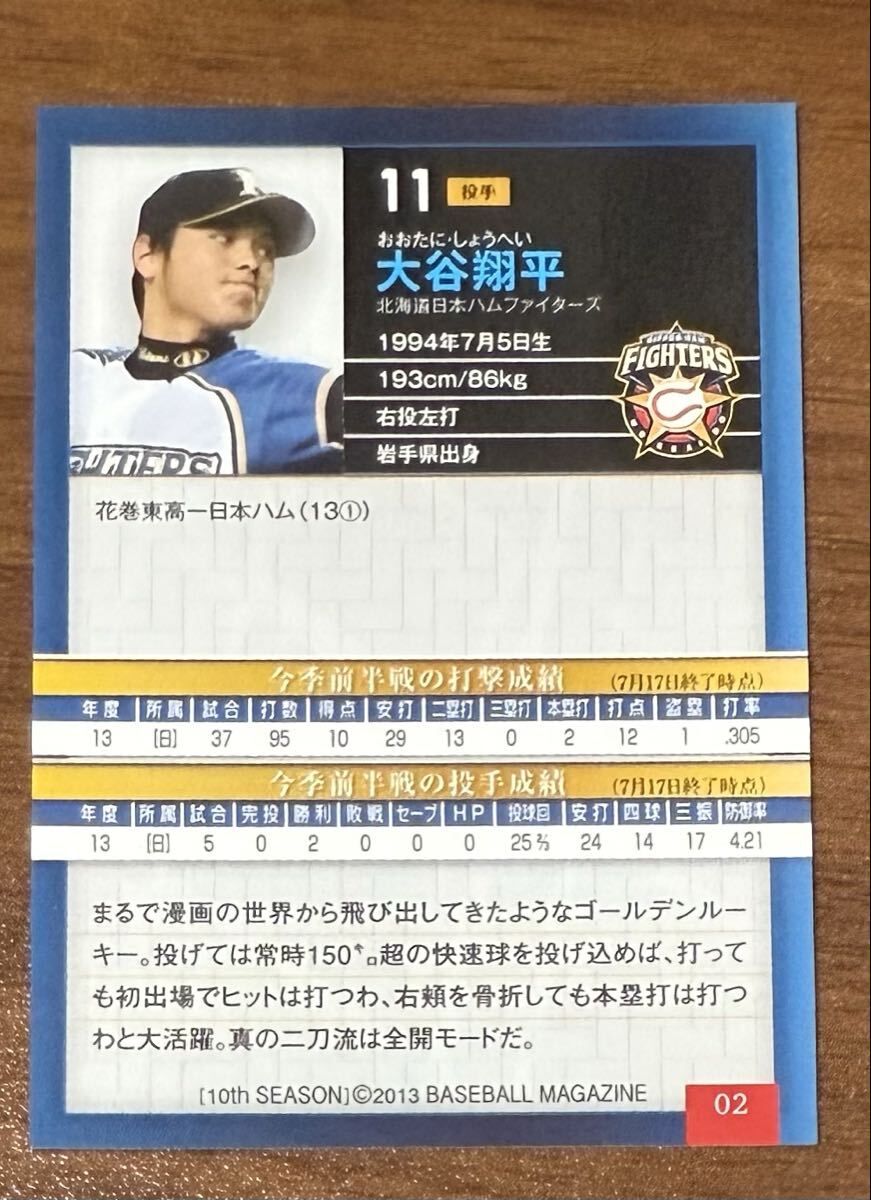 11 投手
おおたに・しょうへい
大谷翔平
北海道日本ハムファイターズ
1994年7月5日生
193cm/86kg
右投左打
岩手県出身
FIGHTERS
花巻東高ー日本ハム(13①)
今季前半戦の打撃成績 (7月17日終了時点)
年度 所属 試合 打数 得点 安打 二塁打 三塁打 本塁打 打点 盗塁 打率
13 [日] 37 95 10 29 13 0 2 12 1 .305
今季前半戦の投手成績 (7月17日終了時点)
年度 所属 試合 完投 勝利 敗戦 セーブ HP 投球回 安打 四球 三振 防御率
13 [日] 5 0 2 0 0 0 25⅔ 24 14 17 4.21
まるで漫画の世界から飛び出してきたようなゴールデンルー
キー。投げては常時150㌔超の快速球を投げ込めば、打って
も初出場でヒットは打つわ、右頬を骨折しても本塁打は打つ
わと大活躍。真の二刀流は全開モードだ。
[10th SEASON]©2013 BASEBALL MAGAZINE
02